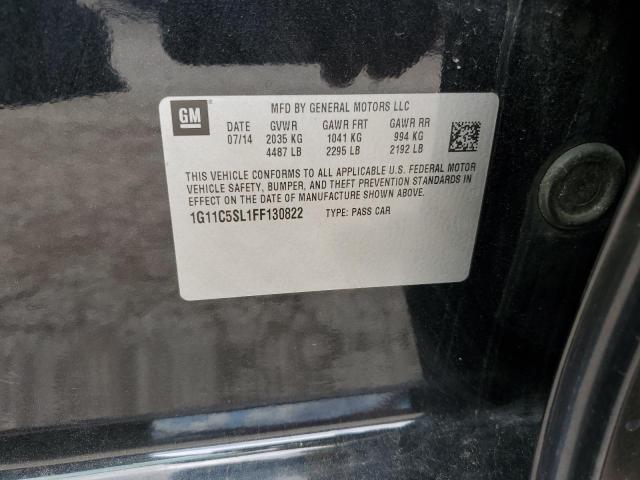 GM
MFD BY GENERAL MOTORS LLC
DATE GVWR GAWR FRT GAWR RR
07/14 2035 KG 1041 KG 994 KG
4487 LB 2295 LB 2192 LB
THIS VEHICLE CONFORMS TO ALL APPLICABLE U.S. FEDERAL MOTOR
VEHICLE SAFETY, BUMPER, AND THEFT PREVENTION STANDARDS IN
EFFECT ON THE DATE OF MANUFACTURE SHOWN ABOVE.
1G11C5SL1FF130822 TYPE: PASS CAR